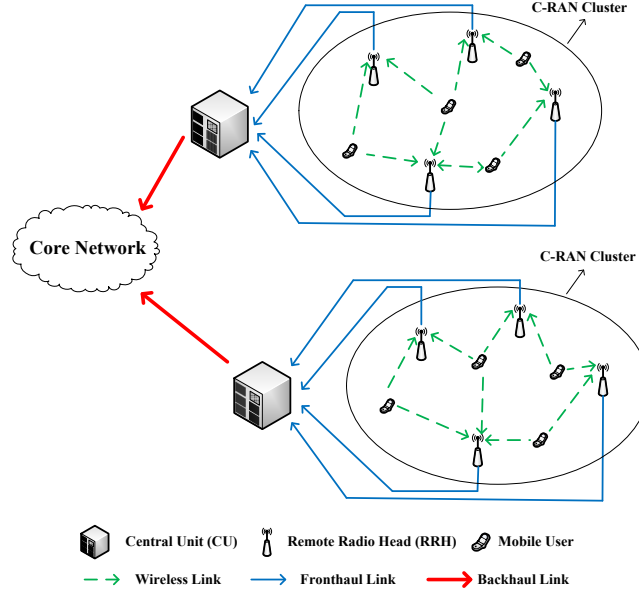 C-RAN Cluster
Core Network
C-RAN Cluster
Central Unit (CU)
Remote Radio Head (RRH)
Mobile User
Wireless Link
Fronthaul Link
Backhaul Link